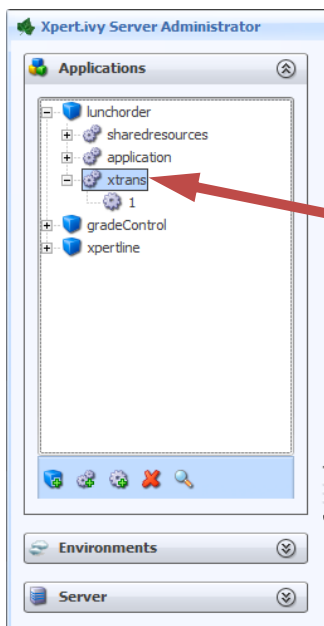 Xpert.ivy Server Administrator
Applications
lunchorder
sharedresources
application
xtrans
1
gradeControl
xpertline
Environments
Server